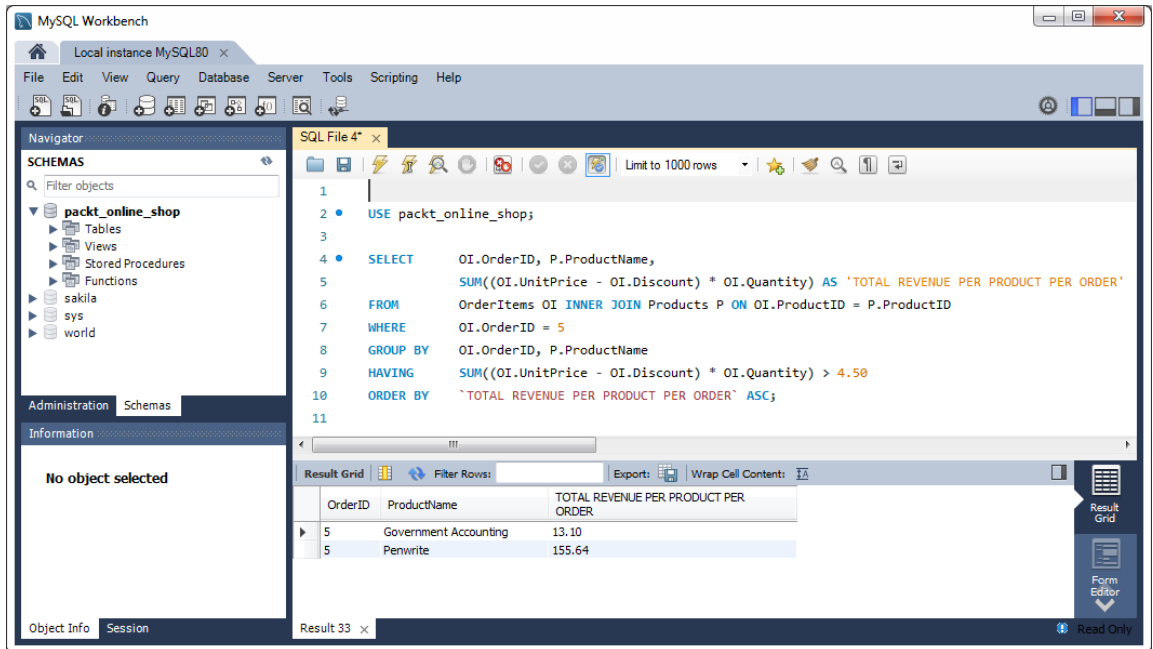 MySQL Workbench
Local instance MySQL80
File Edit View Query Database Server Tools Scripting Help
Navigator
SCHEMAS
Filter objects
packt_online_shop
Tables
Views
Stored Procedures
Functions
sakila
sys
world
Administration Schemas
Information
No object selected
Object Info Session
SQL File 4*
Limit to 1000 rows
1
2 USE packt_online_shop;
3
4 SELECT OI.OrderID, P.ProductName,
5 SUM((OI.UnitPrice - OI.Discount) * OI.Quantity) AS 'TOTAL REVENUE PER PRODUCT PER ORDER'
6 FROM OrderItems OI INNER JOIN Products P ON OI.ProductID = P.ProductID
7 WHERE OI.OrderID = 5
8 GROUP BY OI.OrderID, P.ProductName
9 HAVING SUM((OI.UnitPrice - OI.Discount) * OI.Quantity) > 4.50
10 ORDER BY `TOTAL REVENUE PER PRODUCT PER ORDER` ASC;
11
Result Grid Filter Rows: Export: Wrap Cell Content:
OrderID ProductName TOTAL REVENUE PER PRODUCT PER
ORDER
5 Government Accounting 13.10
5 Penwrite 155.64
Result
Grid
Form
Editor
Result 33
Read Only